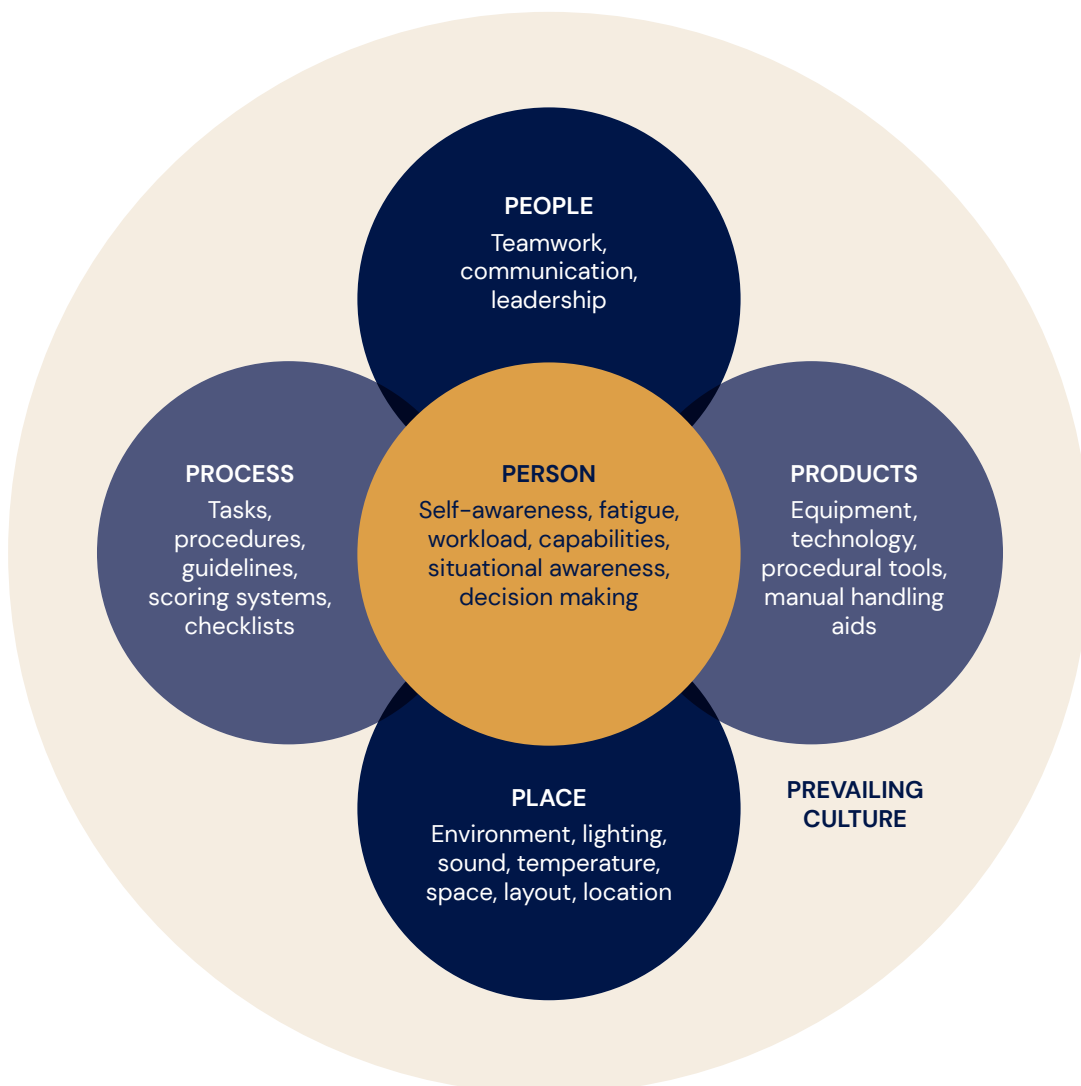 PEOPLE
Teamwork,
communication,
leadership
PROCESS
Tasks,
procedures,
guidelines,
scoring systems,
checklists
PERSON
Self-awareness, fatigue,
workload, capabilities,
situational awareness,
decision making
PRODUCTS
Equipment,
technology,
procedural tools,
manual handling
aids
PLACE
Environment, lighting,
sound, temperature,
space, layout, location
PREVAILING
CULTURE